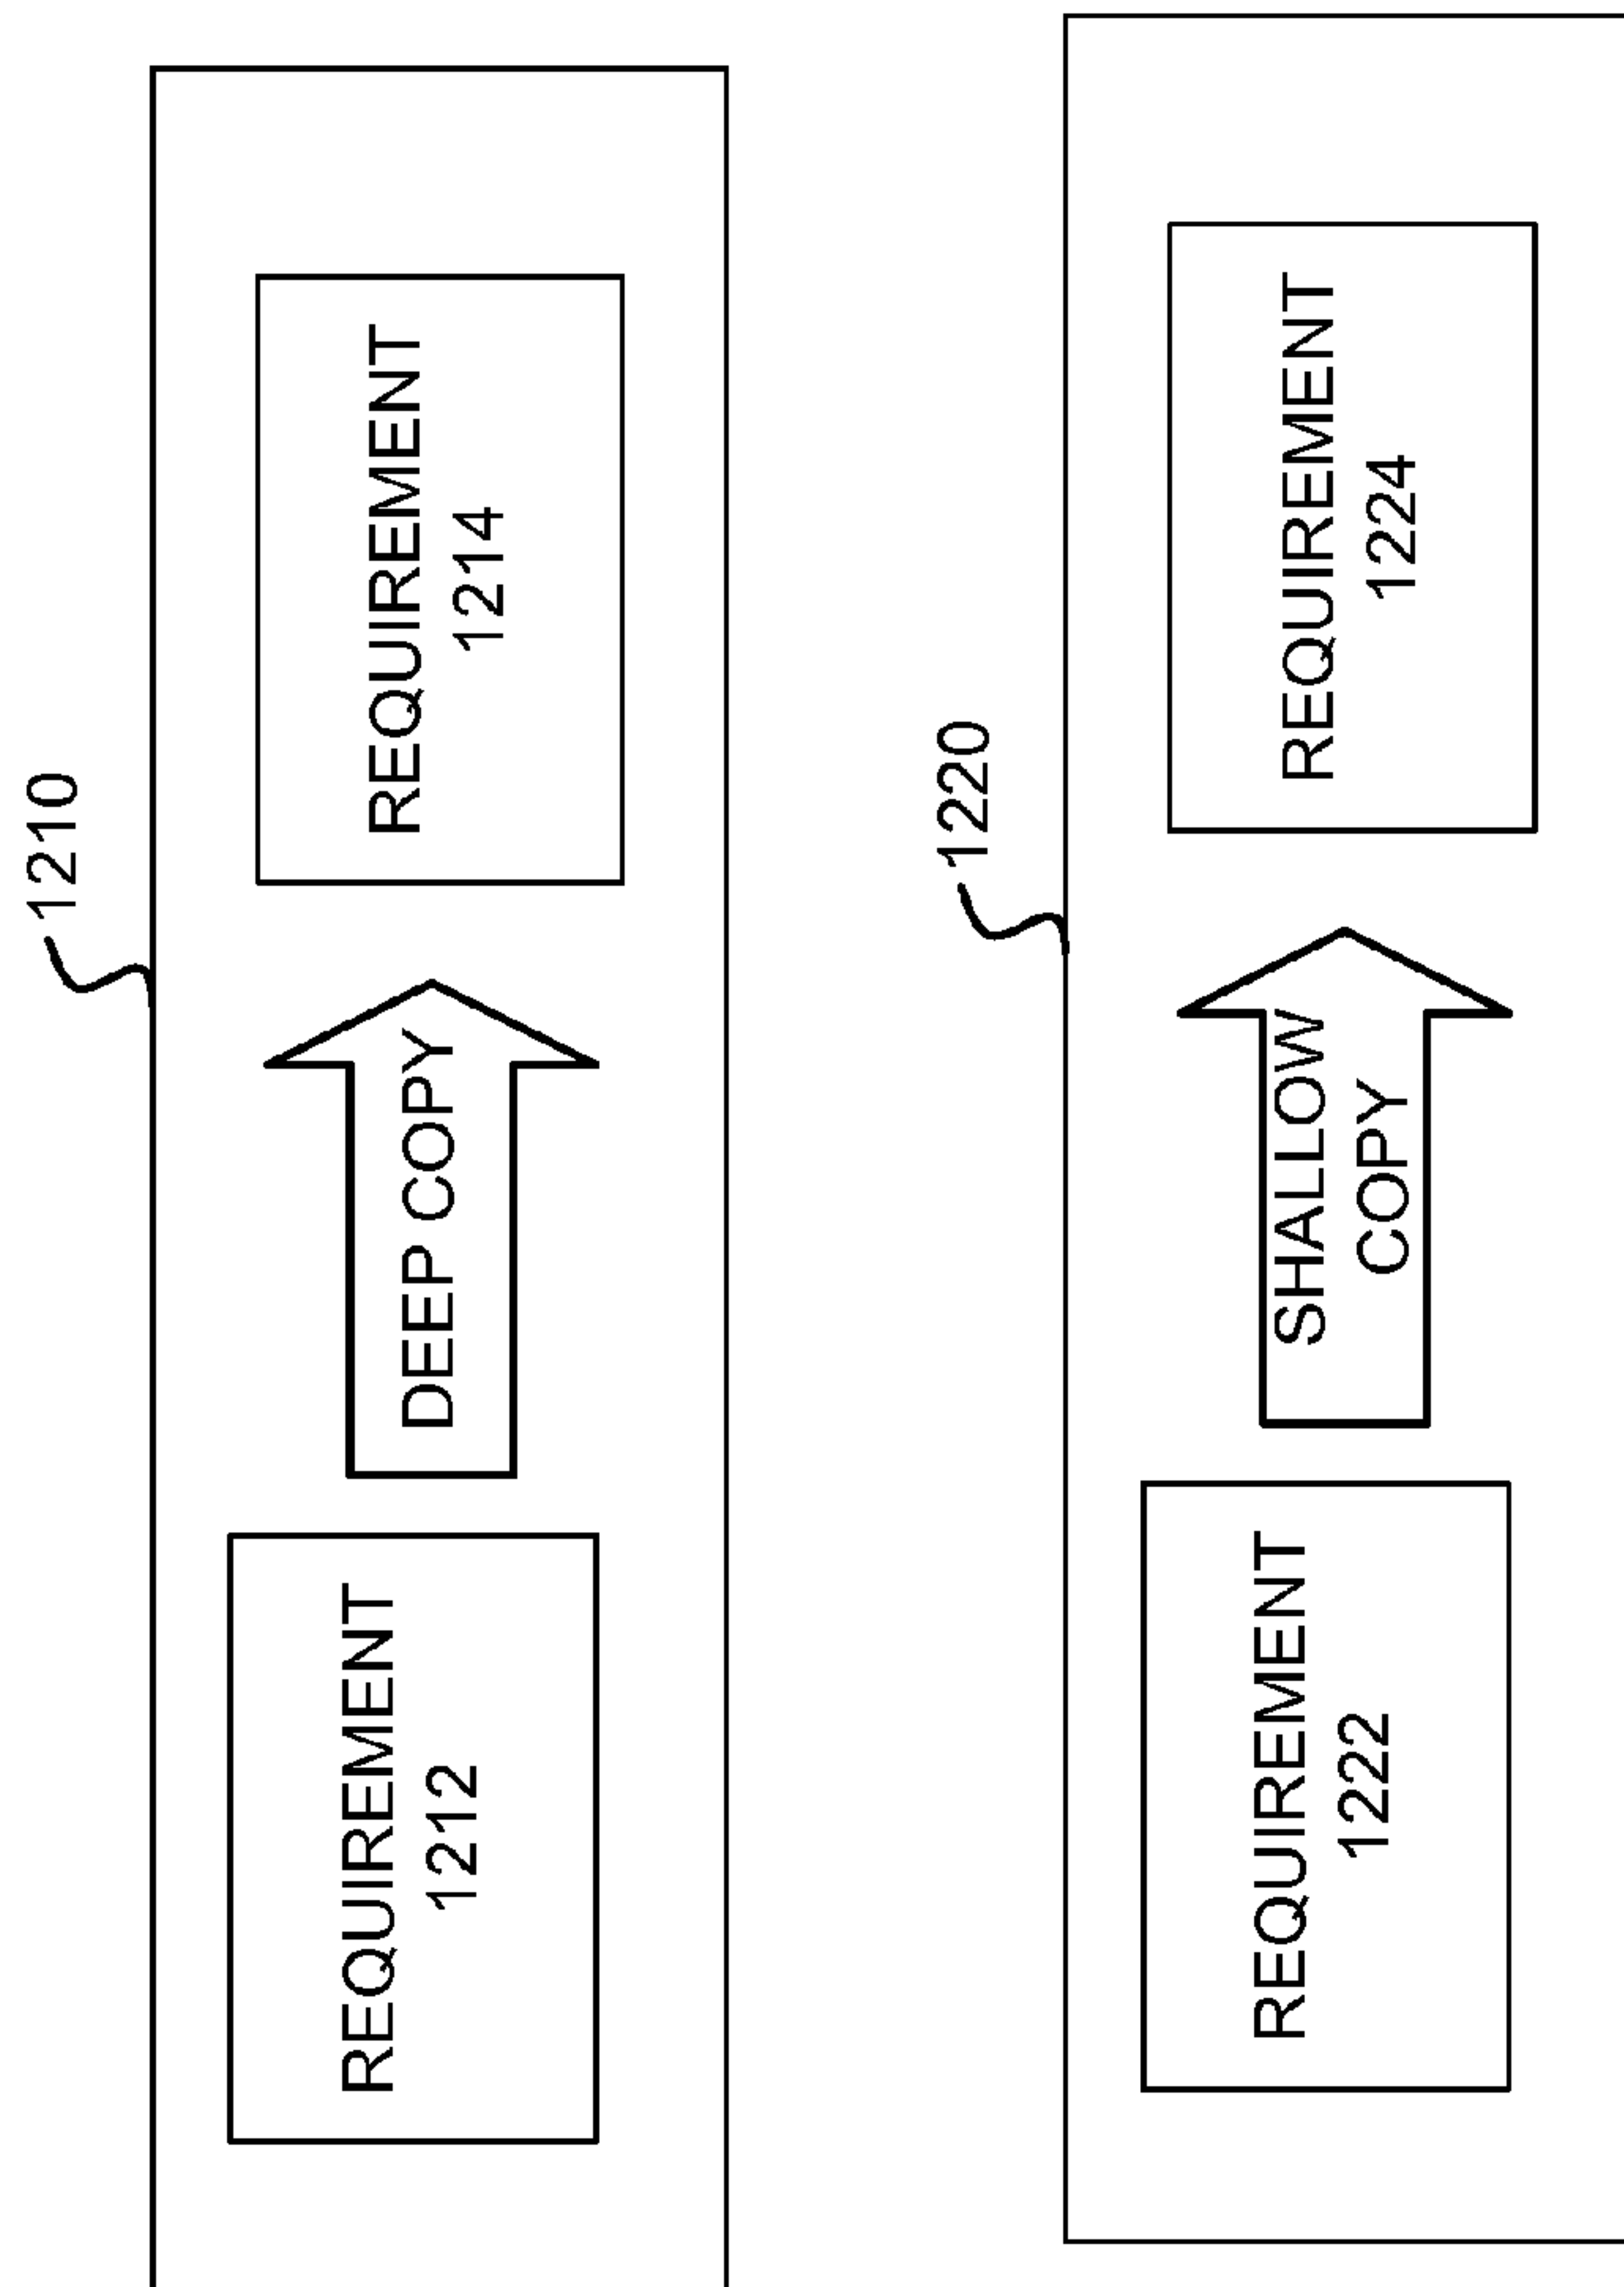 1210
REQUIREMENT
1212
DEEP COPY
REQUIREMENT
1214
1220
REQUIREMENT
1222
SHALLOW
COPY
REQUIREMENT
1224